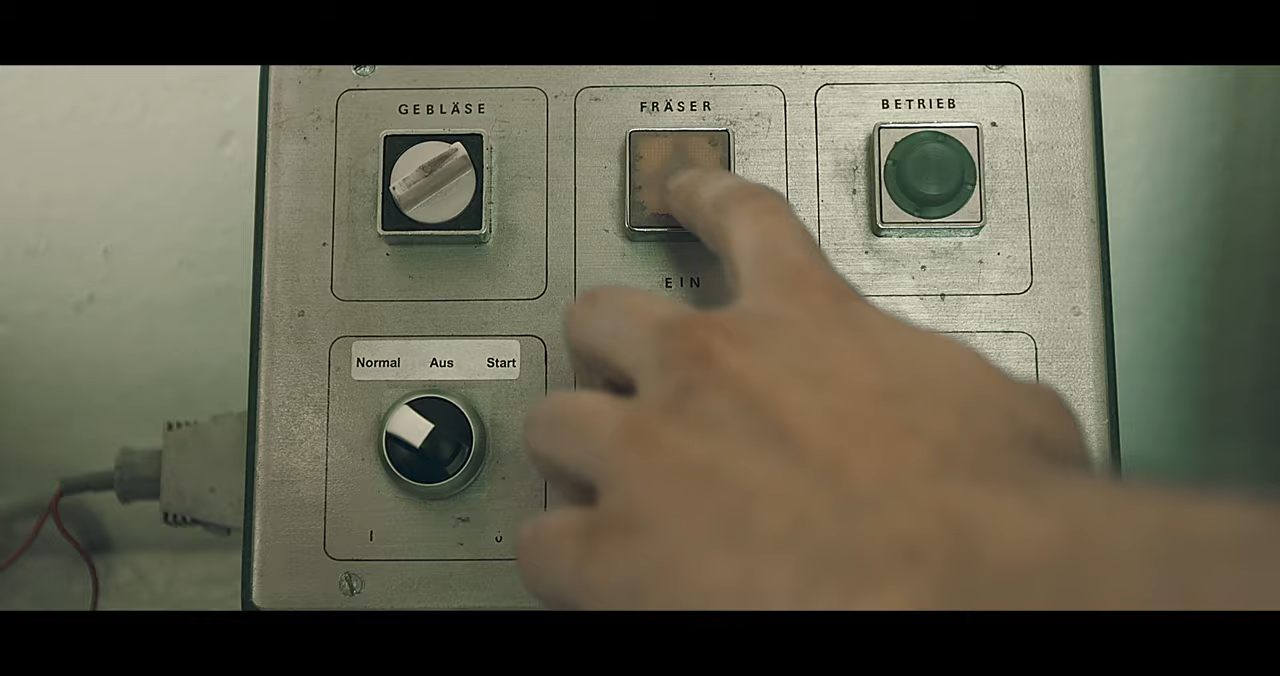 GEBLÄSE
FRÄSER
BETRIEB
EIN
Normal Aus Start
I